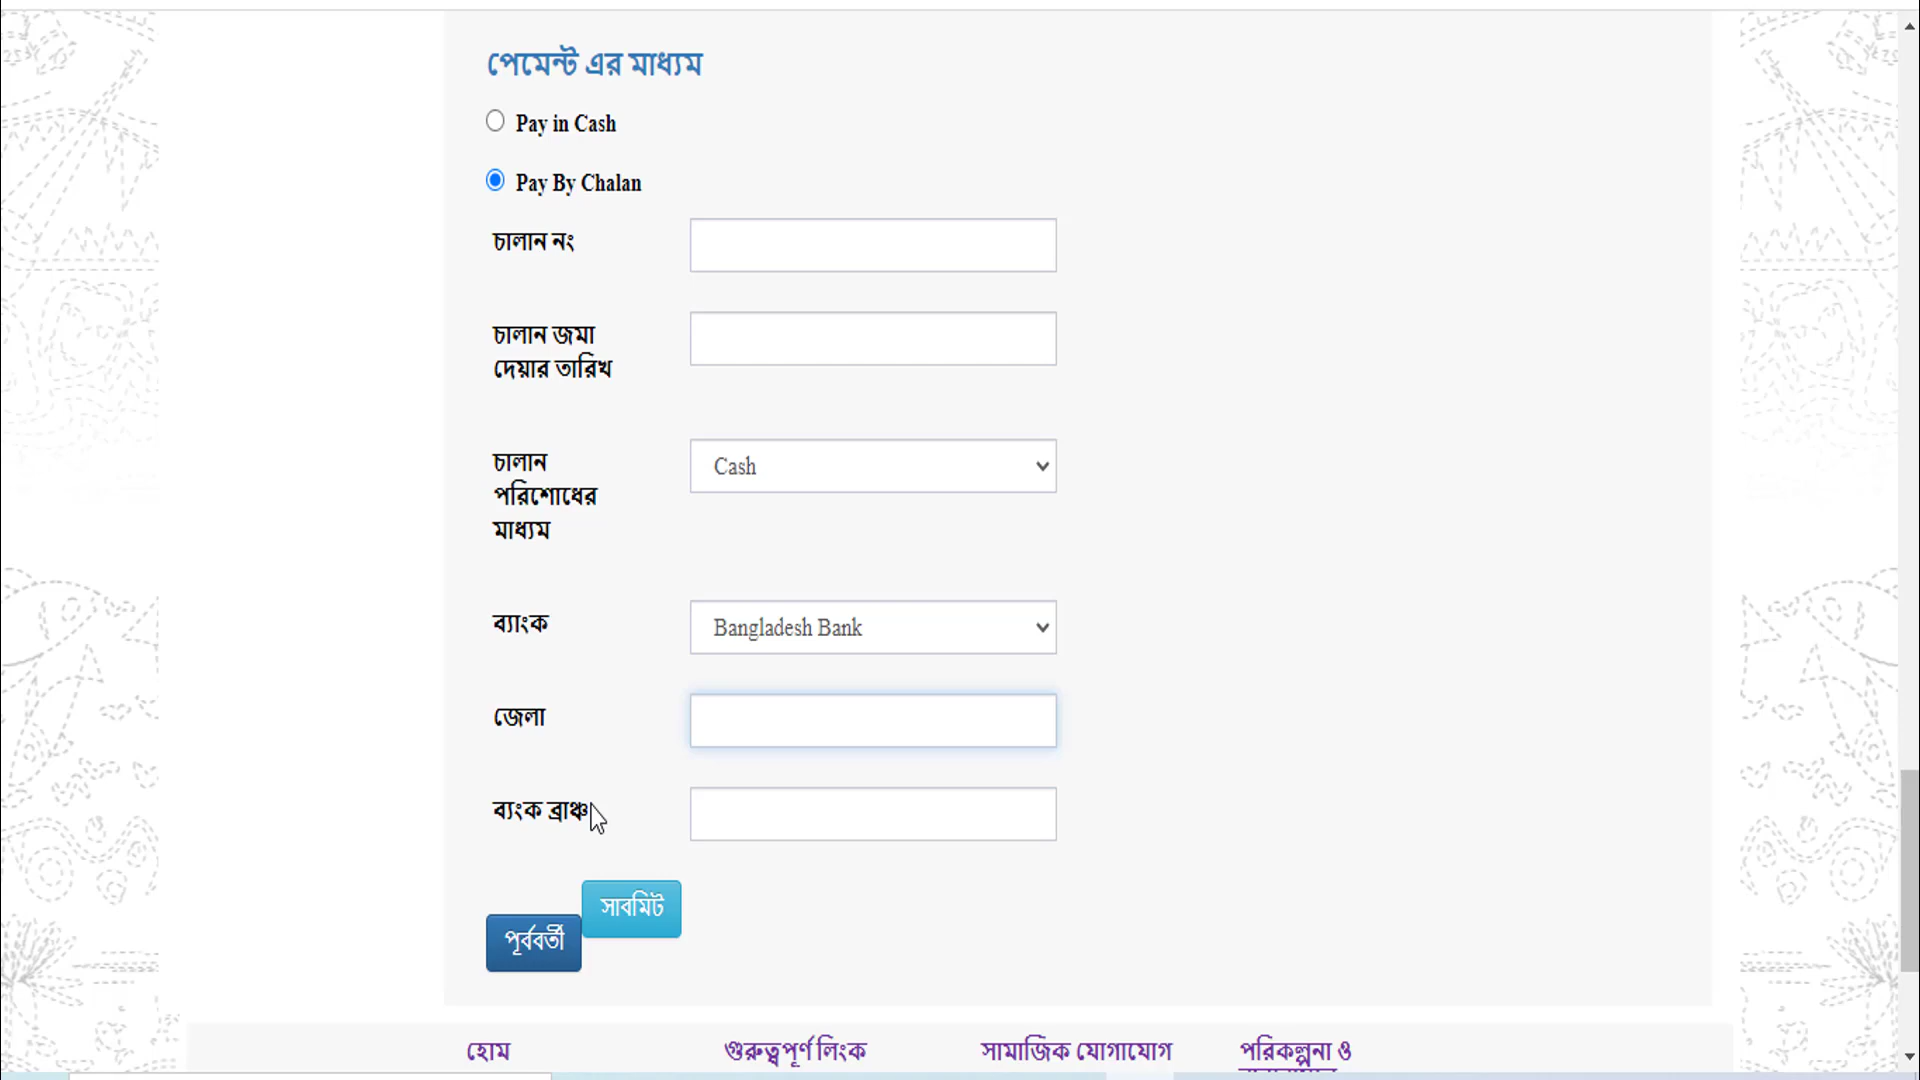 পেমেন্ট এর মাধ্যম
Pay in Cash
Pay By Chalan
চালান নং
চালান জমা
দেয়ার তারিখ
চালান
পরিশোধের
মাধ্যম
Cash
ব্যাংক
Bangladesh Bank
জেলা
ব্যংক ব্রাঞ্চ
সাবমিট
পূর্ববর্তী
হোম
গুরুত্বপূর্ণ লিংক
সামাজিক যোগাযোগ
পরিকল্পনা ও